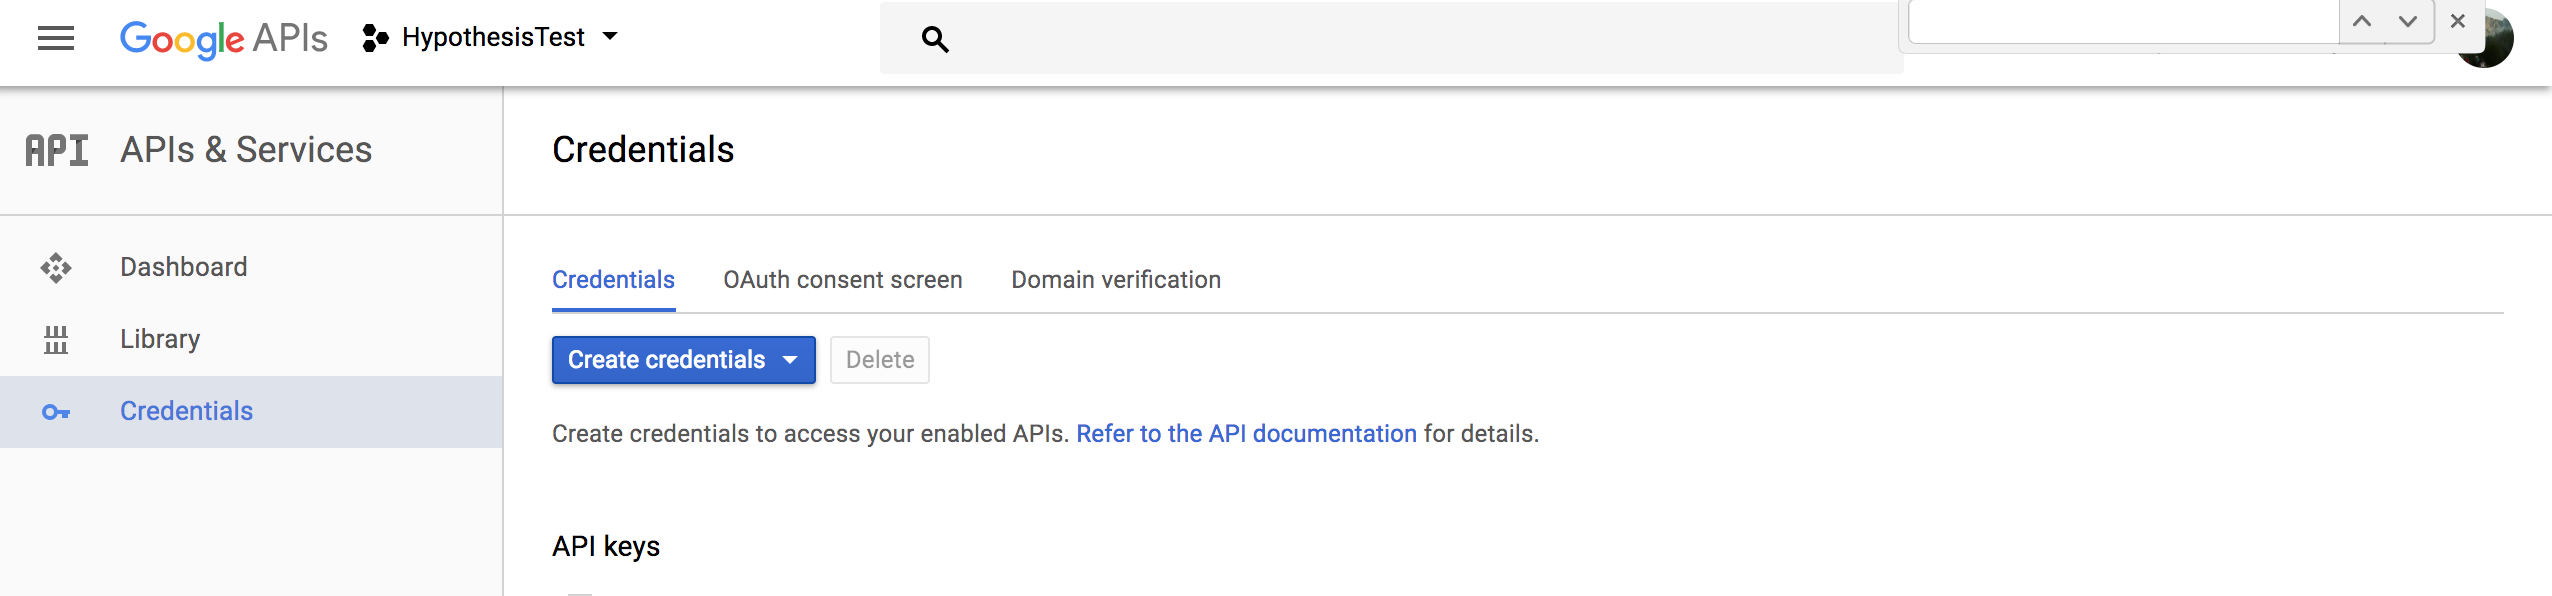 Google APIs HypothesisTest
API APIs & Services
Credentials
Dashboard
Library
Credentials
Credentials OAuth consent screen Domain verification
Create credentials Delete
Create credentials to access your enabled APIs. Refer to the API documentation for details.
API keys